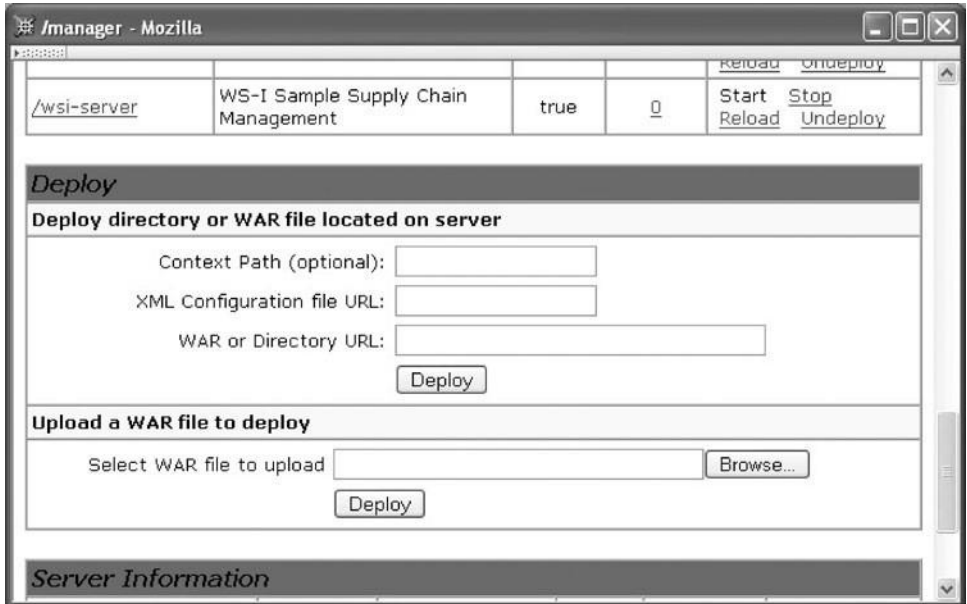 /manager - Mozilla
Reload Undeploy
/wsi-server WS-I Sample Supply Chain true 0 Start Stop
Management Reload Undeploy
Deploy
Deploy directory or WAR file located on server
Context Path (optional):
XML Configuration file URL:
WAR or Directory URL:
Deploy
Upload a WAR file to deploy
Select WAR file to upload Browse...
Deploy
Server Information